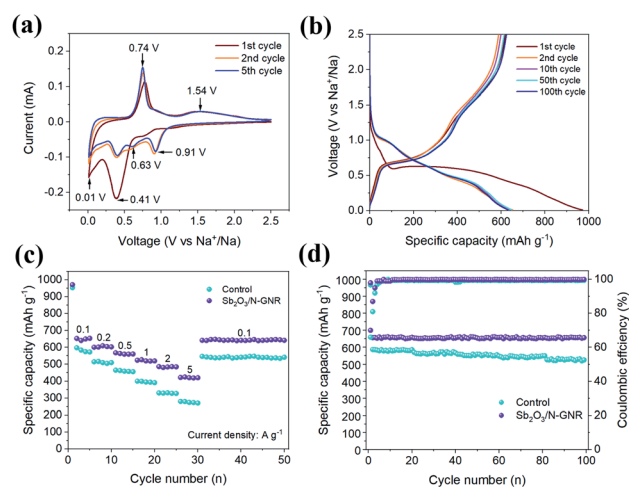 (a)
0.74 V
1st cycle
2nd cycle
5th cycle
1.54 V
0.2
0.1
0.0
-0.1
-0.2
Current (mA)
0.63 V
0.91 V
0.01 V
0.41 V
0.0 0.5 1.0 1.5 2.0 2.5
Voltage (V vs Na⁺/Na)
(b)
1st cycle
2nd cycle
10th cycle
50th cycle
100th cycle
2.5
2.0
1.5
1.0
0.5
0.0
Voltage (V vs Na⁺/Na)
0 200 400 600 800 1000
Specific capacity (mAh g⁻¹)
(c)
Control
Sb₂O₃/N-GNR
1000
900
800
700
600
500
400
300
200
100
0
Specific capacity (mAh g⁻¹)
0.1
0.2
0.5
1
2
5
0.1
Current density: A g⁻¹
0 10 20 30 40 50
Cycle number (n)
(d)
1000
900
800
700
600
500
400
300
200
100
0
Specific capacity (mAh g⁻¹)
Control
Sb₂O₃/N-GNR
100
80
60
40
20
0
Coulombic efficiency (%)
0 20 40 60 80 100
Cycle number (n)